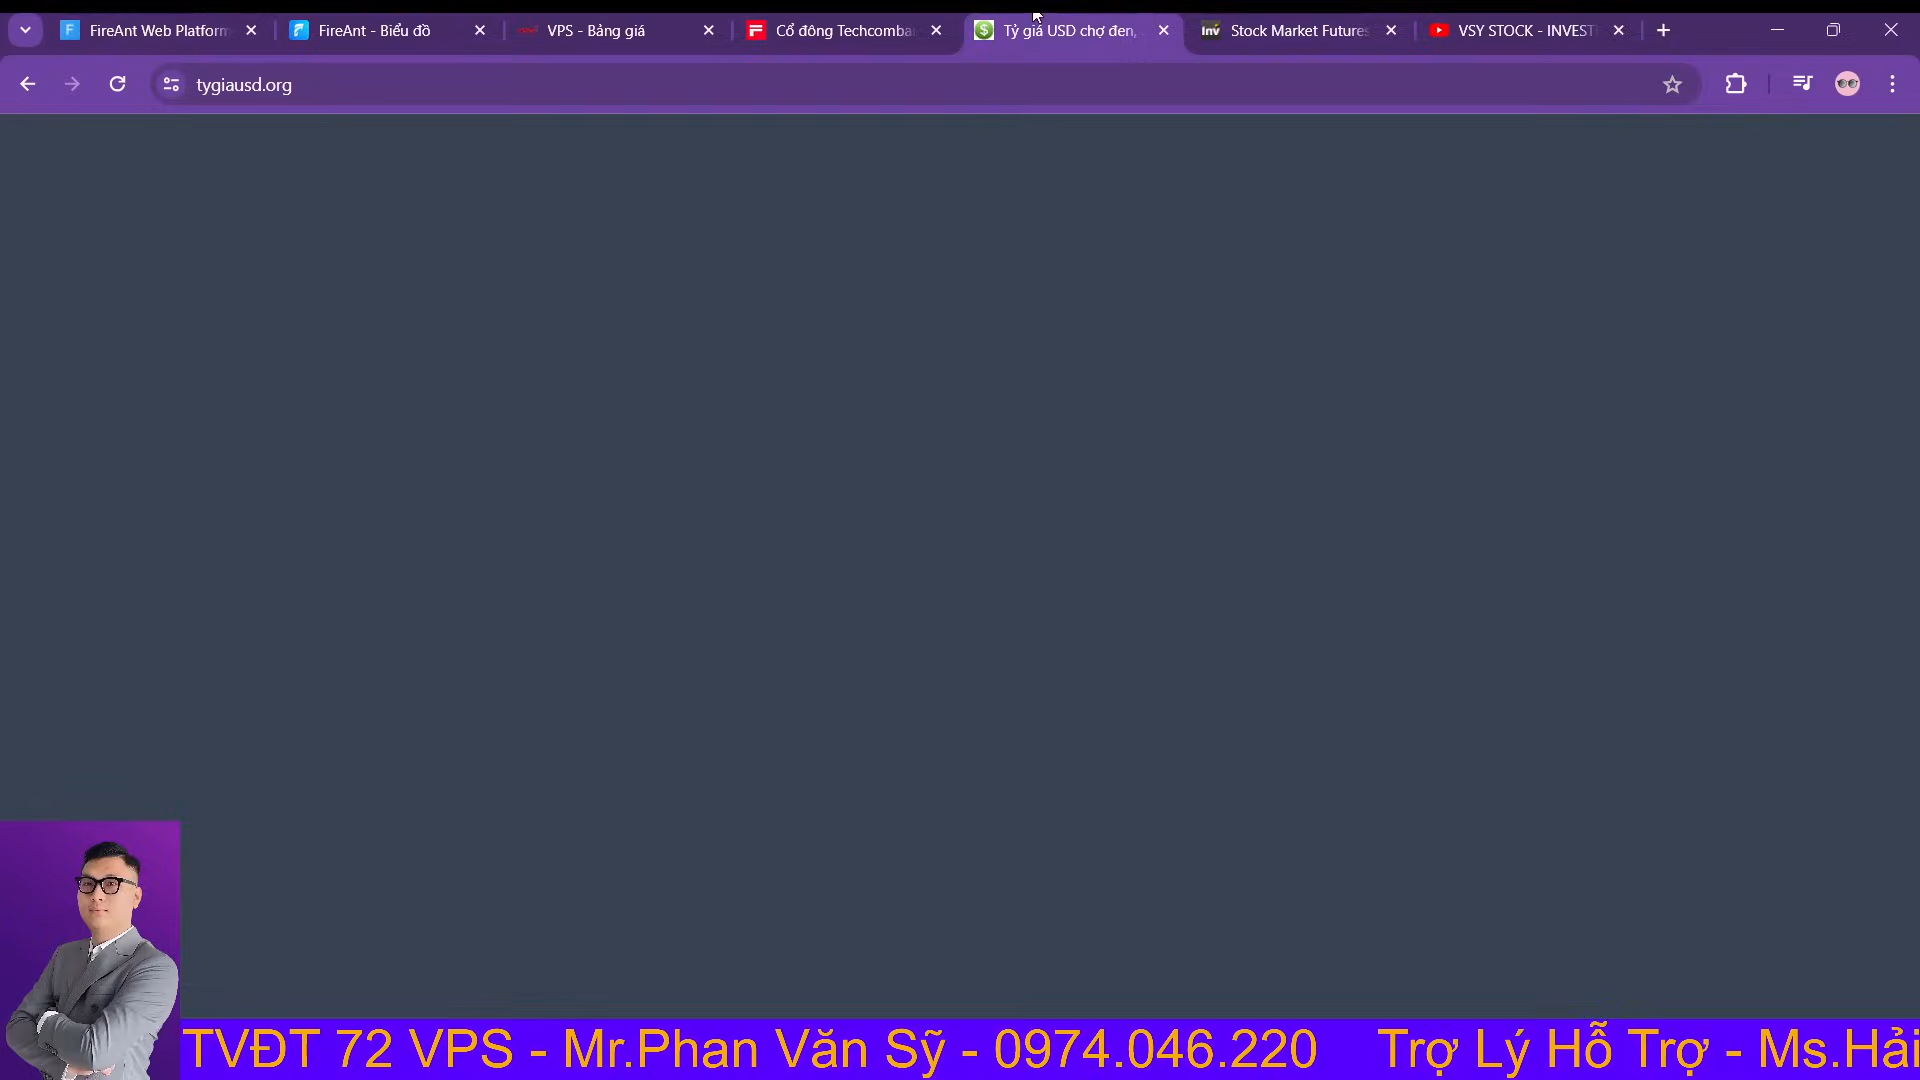 FireAnt Web Platform
FireAnt - Biểu đồ
VPS - Bảng giá
Cổ đông Techcomba
Tỷ giá USD chợ đen,
Inv
Stock Market Futures
VSY STOCK - INVEST
tygiausd.org
TVĐT 72 VPS - Mr.Phan Văn Sỹ - 0974.046.220 Trợ Lý Hỗ Trợ - Ms.Hải